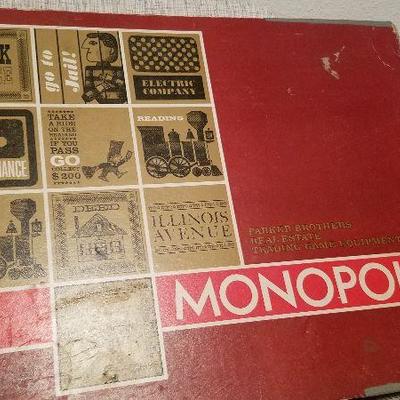 go to
Jail!
ELECTRIC
COMPANY
TAKE
A RIDE
ON THE
READING
IF YOU
PASS
GO
COLLECT
$200
READING
DEED
ILLINOIS
AVENUE
PARKER BROTHERS
REAL ESTATE
TRADING GAME EQUIPMENT
MONOPOL